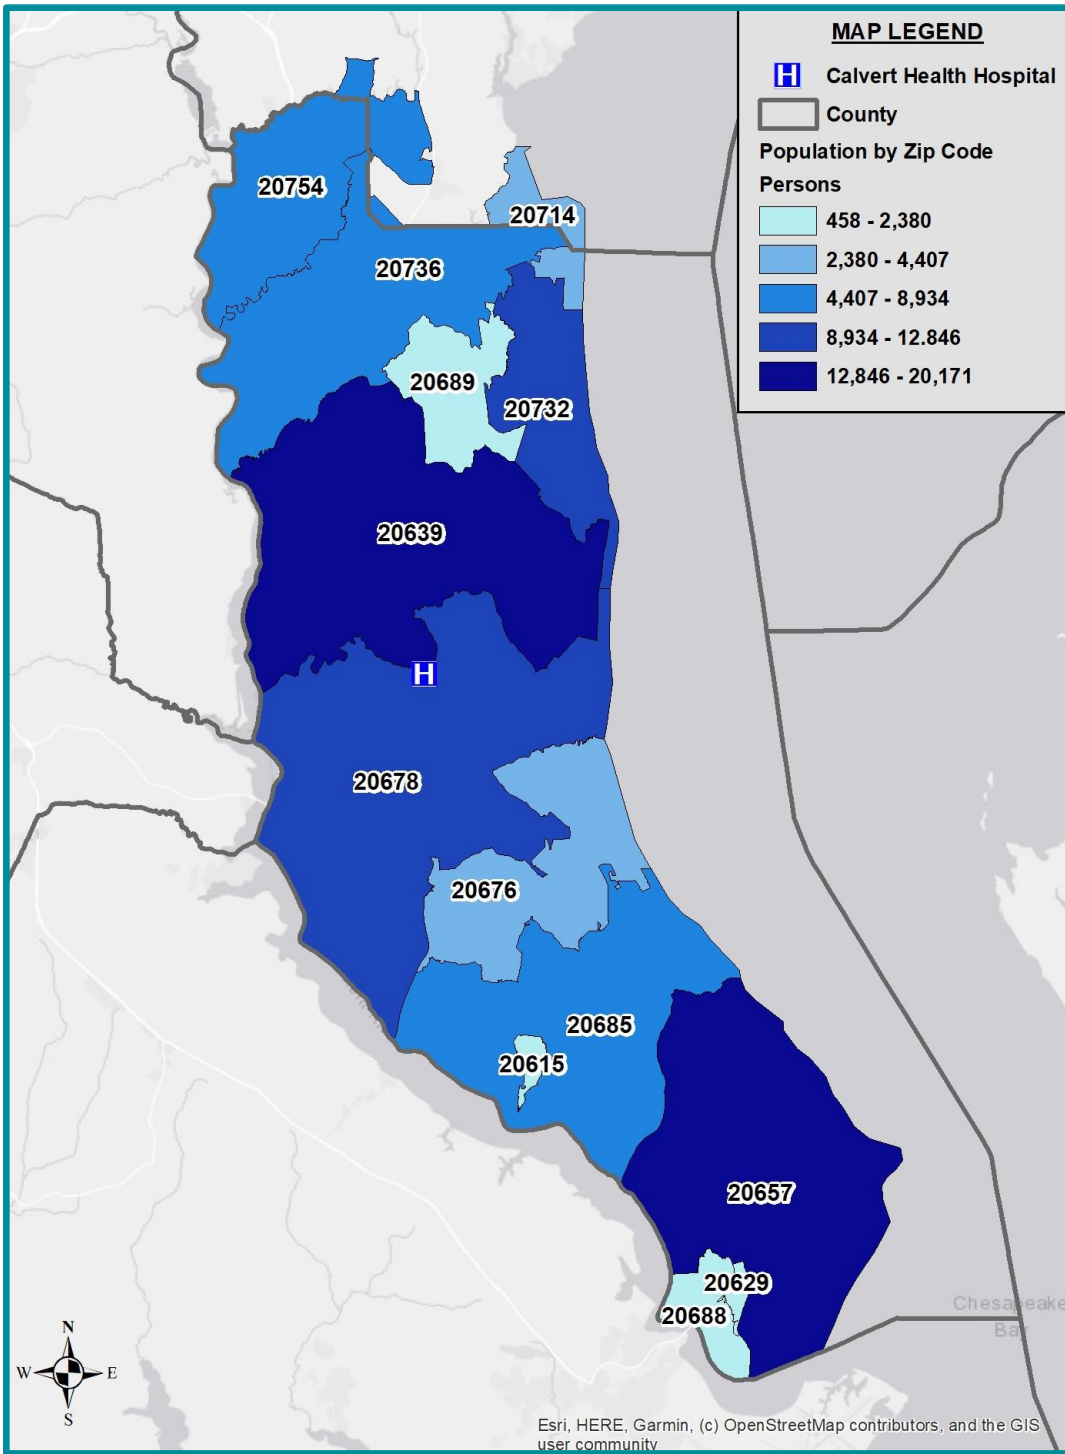 MAP LEGEND
H Calvert Health Hospital
County
Population by Zip Code
Persons
458 - 2,380
2,380 - 4,407
4,407 - 8,934
8,934 - 12.846
12,846 - 20,171
20754
20714
20736
20689
20732
20639
H
20678
20676
20685
20615
20657
20629
20688
Chesapeake
Bay
N
W E
S
Esri, HERE, Garmin, (c) OpenStreetMap contributors, and the GIS
user community